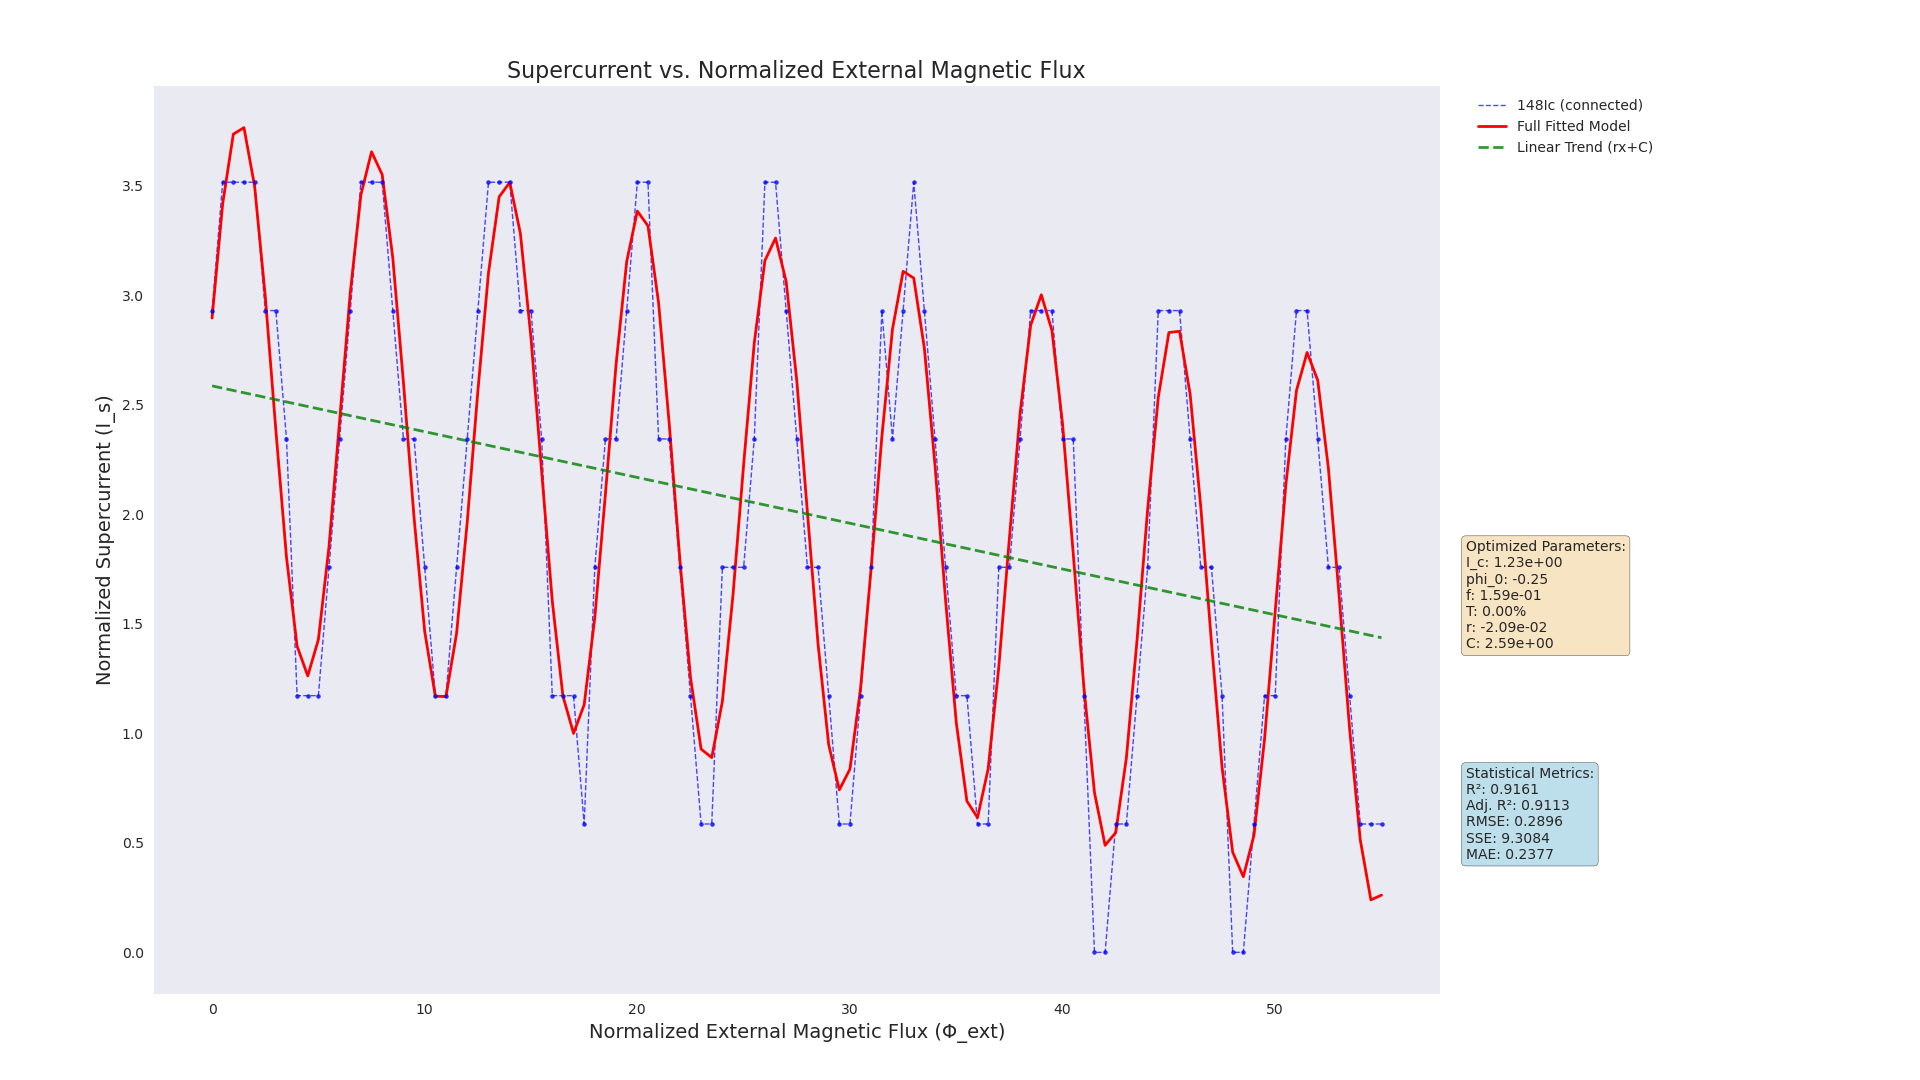 Supercurrent vs. Normalized External Magnetic Flux
148Ic (connected)
Full Fitted Model
Linear Trend (rx+C)
Normalized Supercurrent (I_s)
3.5
3.0
2.5
2.0
1.5
1.0
0.5
0.0
0
10
20
30
40
50
Normalized External Magnetic Flux (Φ_ext)
Optimized Parameters:
I_c: 1.23e+00
phi_0: -0.25
f: 1.59e-01
T: 0.00%
r: -2.09e-02
C: 2.59e+00
Statistical Metrics:
R²: 0.9161
Adj. R²: 0.9113
RMSE: 0.2896
SSE: 9.3084
MAE: 0.2377